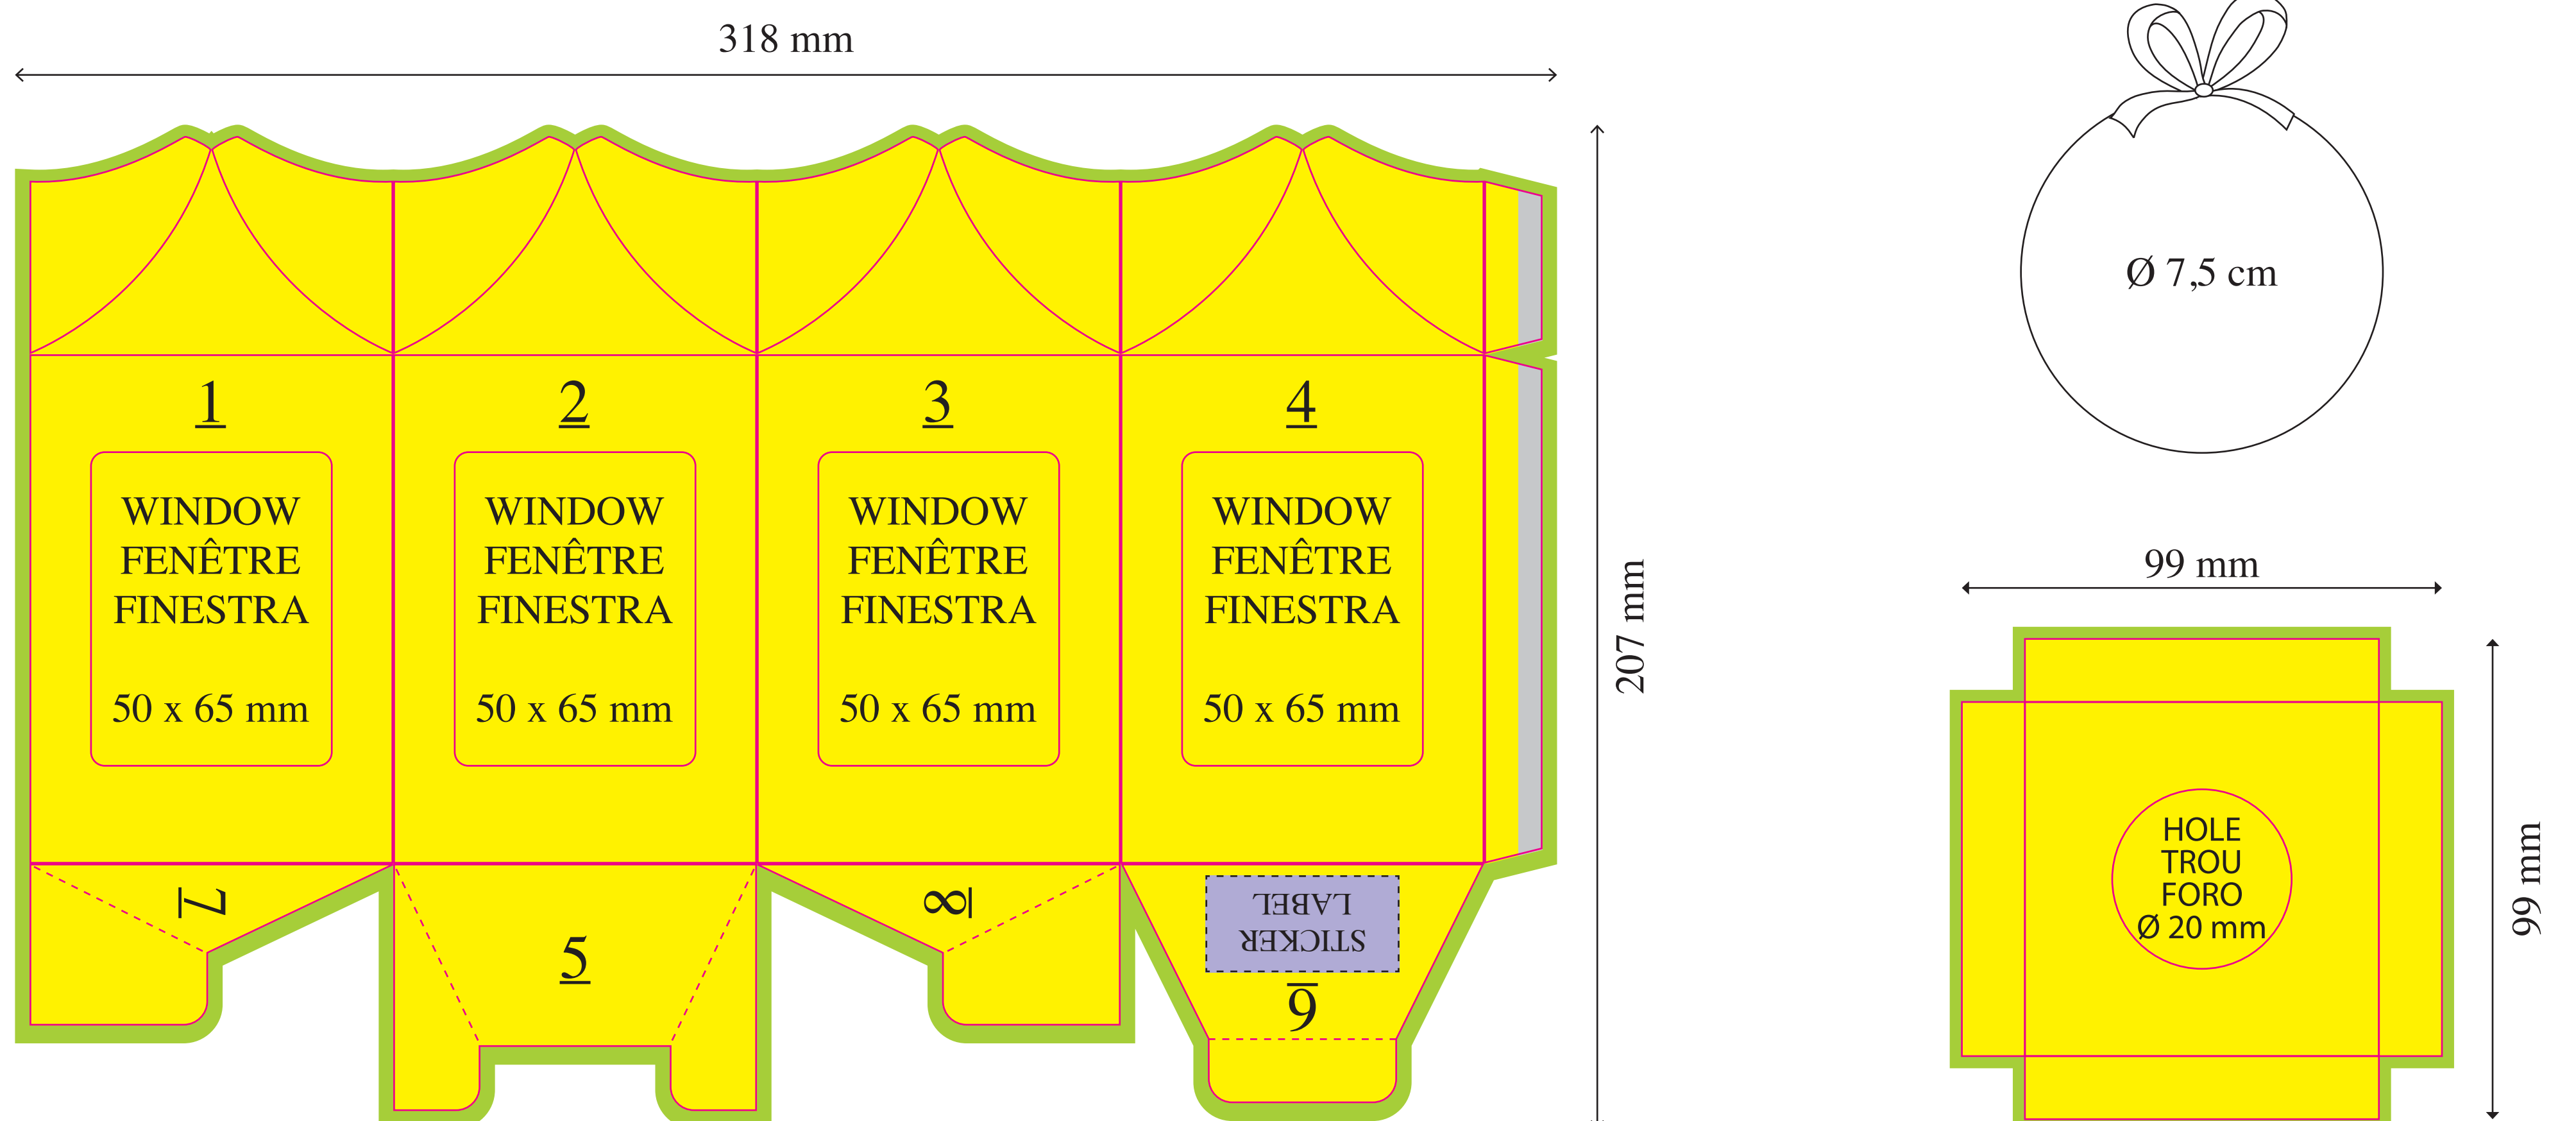 318 mm
Ø 7,5 cm
207 mm
1
WINDOW
FENÊTRE
FINESTRA
50 x 65 mm
2
WINDOW
FENÊTRE
FINESTRA
50 x 65 mm
3
WINDOW
FENÊTRE
FINESTRA
50 x 65 mm
4
WINDOW
FENÊTRE
FINESTRA
50 x 65 mm
7
5
8
6
STICKER
LABEL
99 mm
99 mm
HOLE
TROU
FORO
Ø 20 mm